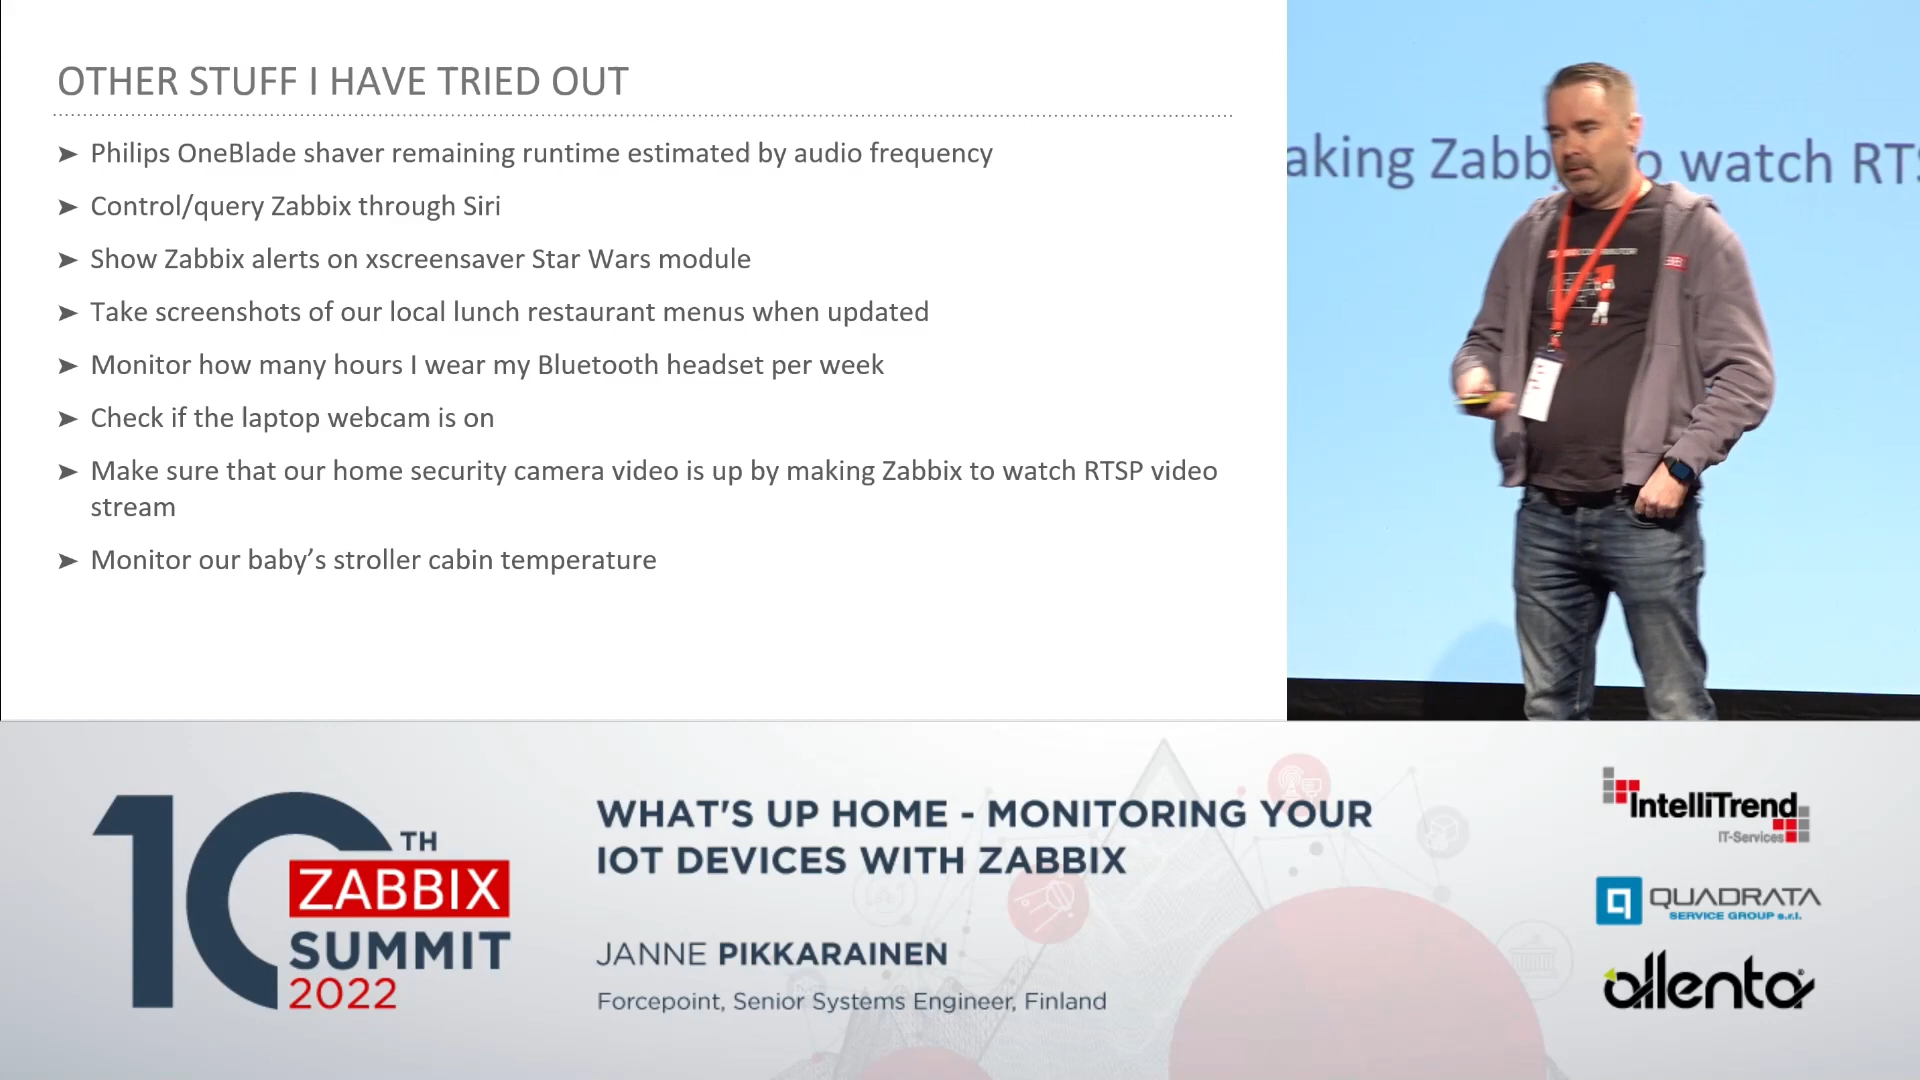 OTHER STUFF I HAVE TRIED OUT
➤ Philips OneBlade shaver remaining runtime estimated by audio frequency
➤ Control/query Zabbix through Siri
➤ Show Zabbix alerts on xscreensaver Star Wars module
➤ Take screenshots of our local lunch restaurant menus when updated
➤ Monitor how many hours I wear my Bluetooth headset per week
➤ Check if the laptop webcam is on
➤ Make sure that our home security camera video is up by making Zabbix to watch RTSP video
stream
➤ Monitor our baby’s stroller cabin temperature
aking Zabb o watch RTS
10TH
ZABBIX
SUMMIT
2022
WHAT'S UP HOME - MONITORING YOUR
IOT DEVICES WITH ZABBIX
JANNE PIKKARAINEN
Forcepoint, Senior Systems Engineer, Finland
IntelliTrend
IT-Services
QUADRATA
SERVICE GROUP s.r.l.
allenta